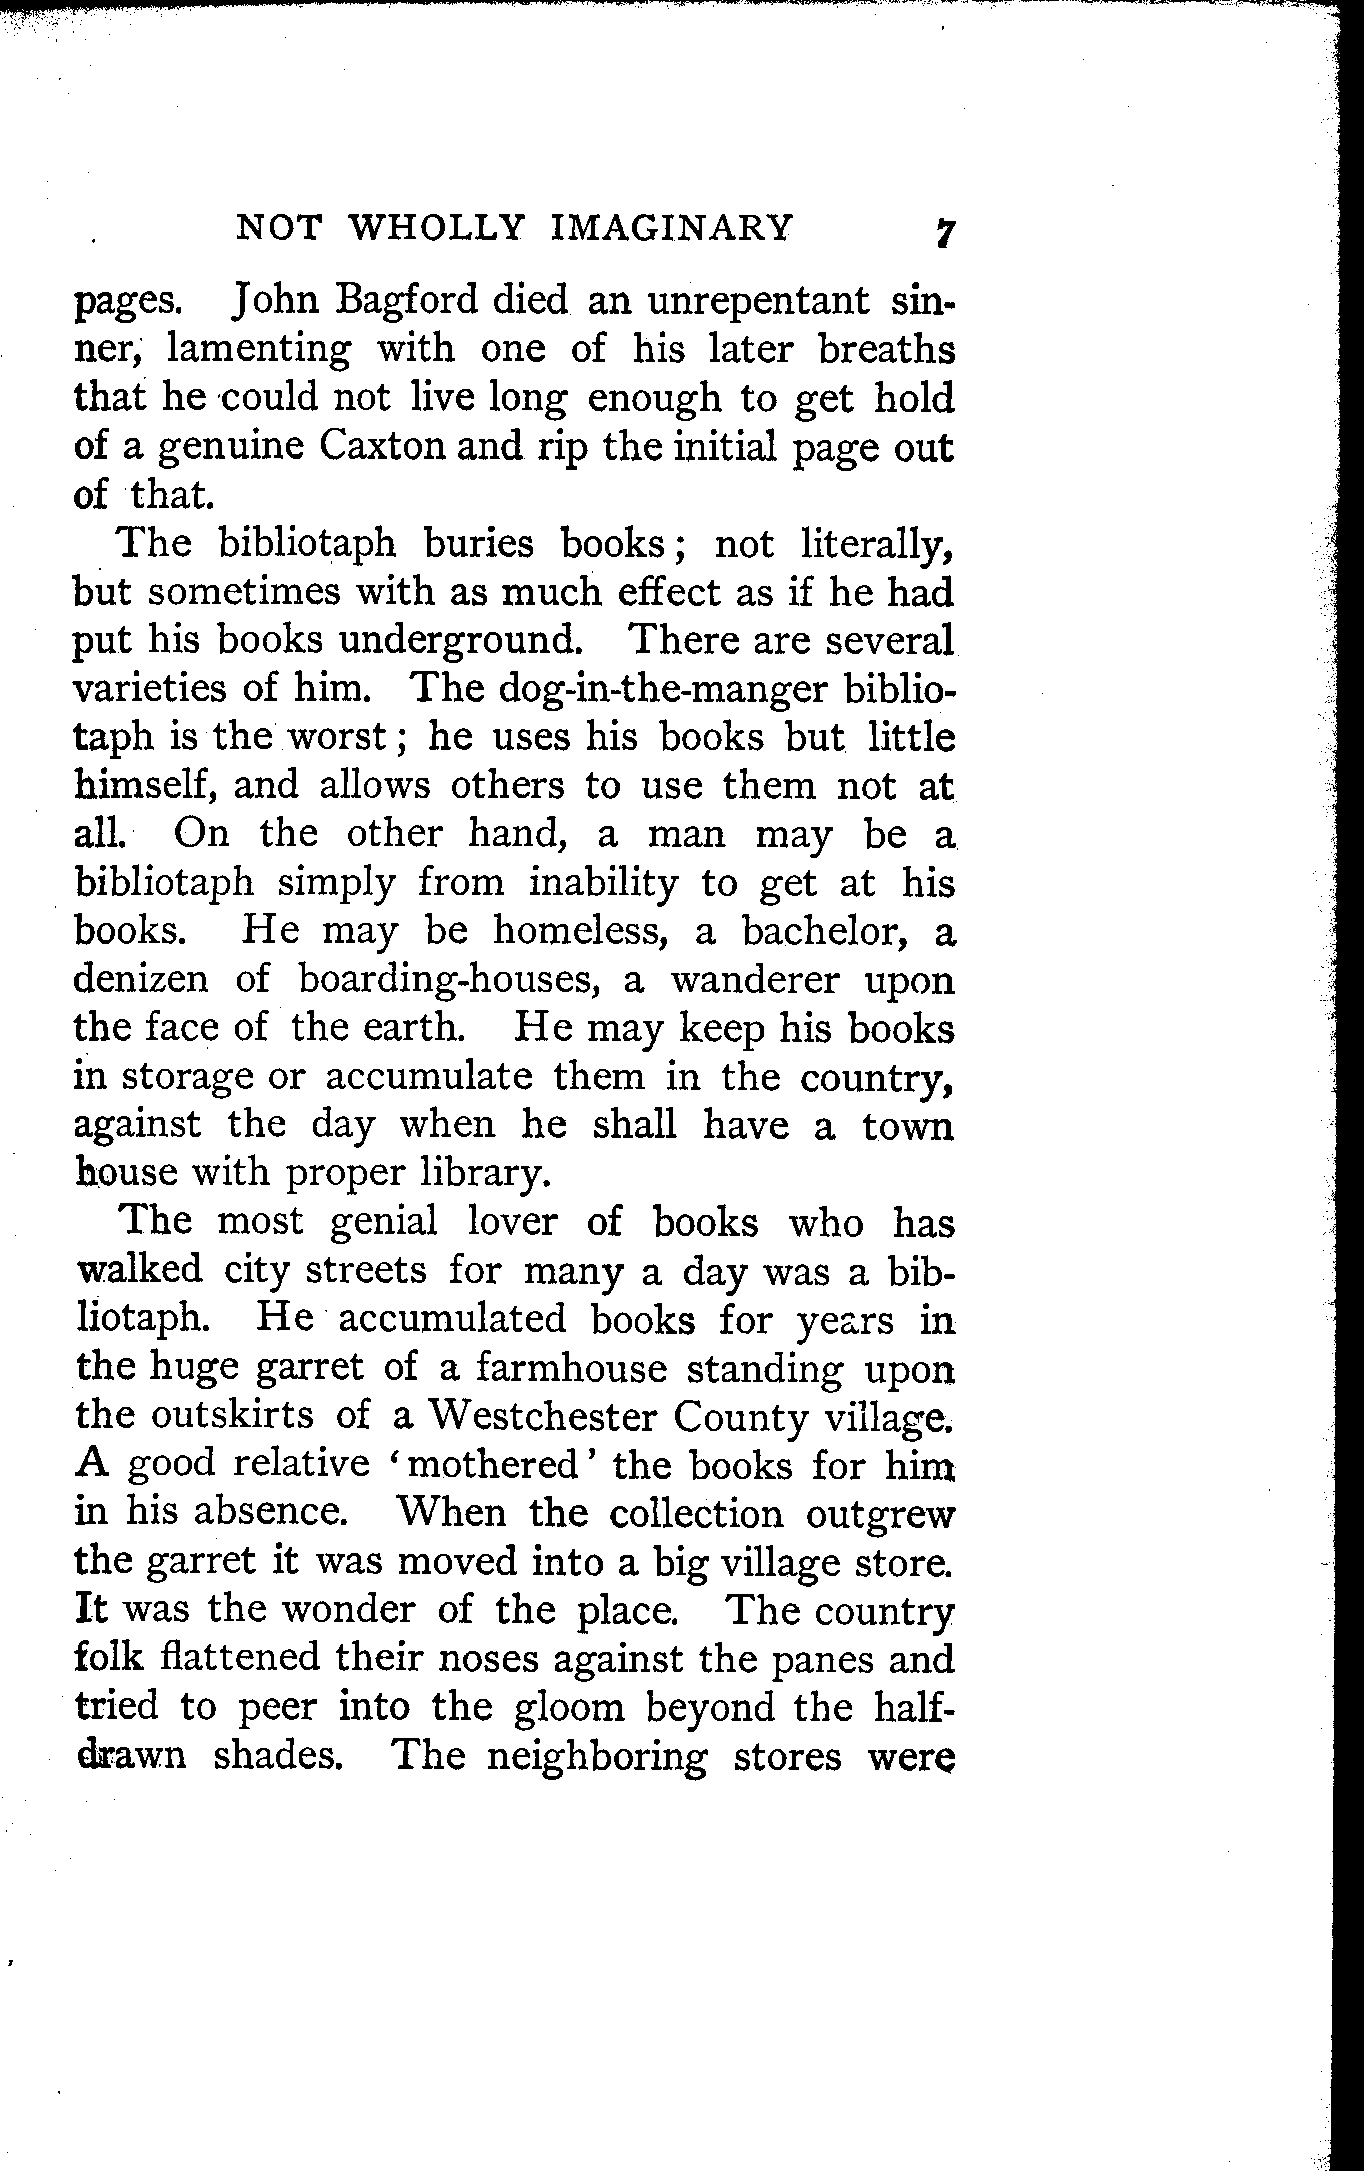 NOT WHOLLY IMAGINARY 7
pages. John Bagford died an unrepentant sin-
ner, lamenting with one of his later breaths
that he could not live long enough to get hold
of a genuine Caxton and rip the initial page out
of that.
The bibliotaph buries books; not literally,
but sometimes with as much effect as if he had
put his books underground. There are several
varieties of him. The dog-in-the-manger biblio-
taph is the worst; he uses his books but little
himself, and allows others to use them not at
all. On the other hand, a man may be a
bibliotaph simply from inability to get at his
books. He may be homeless, a bachelor, a
denizen of boarding-houses, a wanderer upon
the face of the earth. He may keep his books
in storage or accumulate them in the country,
against the day when he shall have a town
house with proper library.
The most genial lover of books who has
walked city streets for many a day was a bib-
liotaph. He accumulated books for years in
the huge garret of a farmhouse standing upon
the outskirts of a Westchester County village.
A good relative ‘mothered’ the books for him
in his absence. When the collection outgrew
the garret it was moved into a big village store.
It was the wonder of the place. The country
folk flattened their noses against the panes and
tried to peer into the gloom beyond the half-
drawn shades. The neighboring stores were